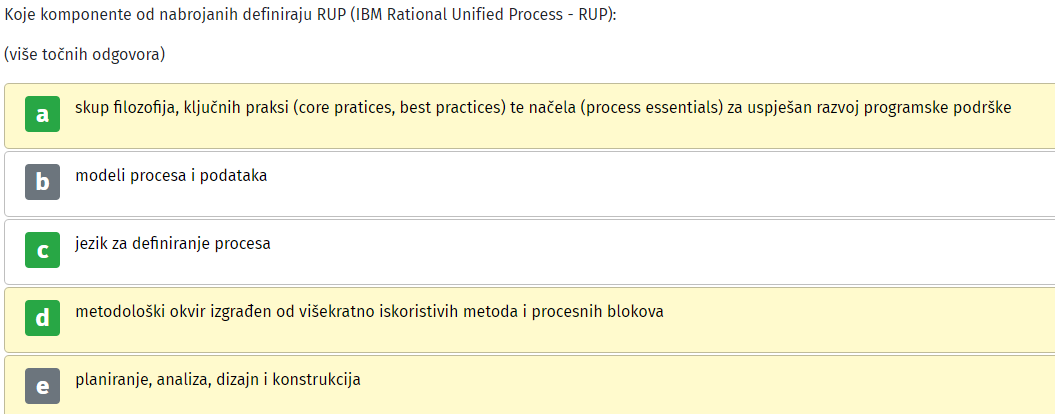 Koje komponente od nabrojanih definiraju RUP (IBM Rational Unified Process - RUP):
(više točnih odgovora)
a skup filozofija, ključnih praksi (core pratices, best practices) te načela (process essentials) za uspješan razvoj programske podrške
b modeli procesa i podataka
c jezik za definiranje procesa
d metodološki okvir izgrađen od višekratno iskoristivih metoda i procesnih blokova
e planiranje, analiza, dizajn i konstrukcija